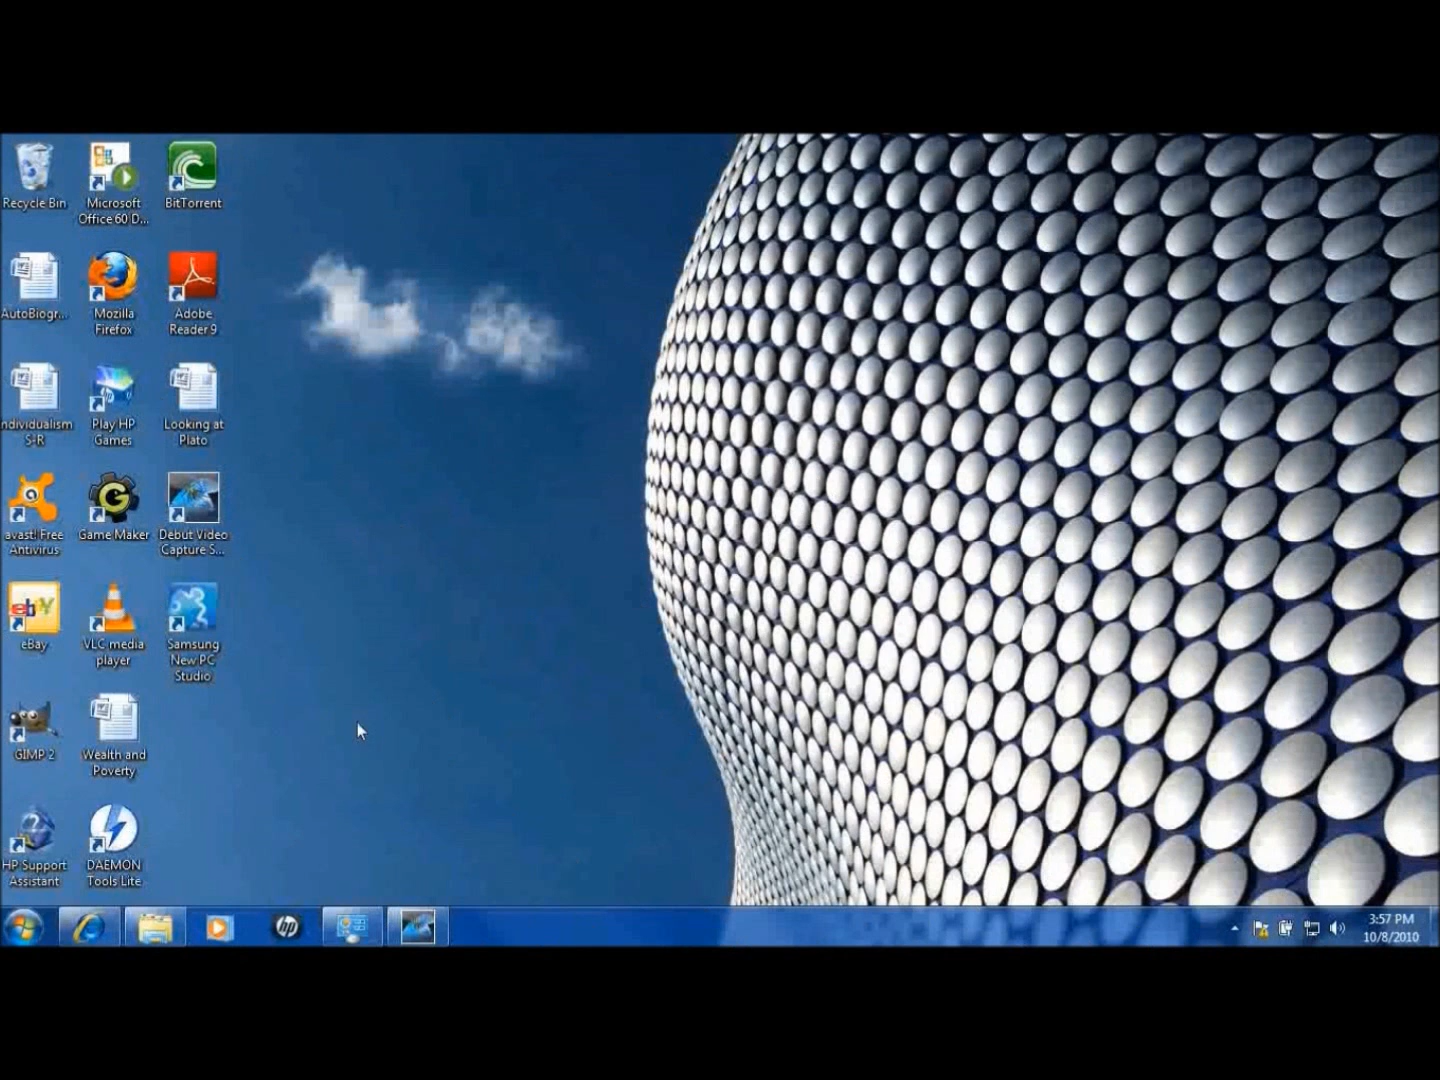 Recycle Bin
Microsoft
Office 60 D...
BitTorrent
AutoBiogr...
Mozilla
Firefox
Adobe
Reader 9
ndividualism
S-R
Play HP
Games
Looking at
Plato
avast! Free
Antivirus
Game Maker
Debut Video
Capture S...
eBay
VLC media
player
Samsung
New PC
Studio
GIMP 2
Wealth and
Poverty
HP Support
Assistant
DAEMON
Tools Lite
3:57 PM
10/8/2010